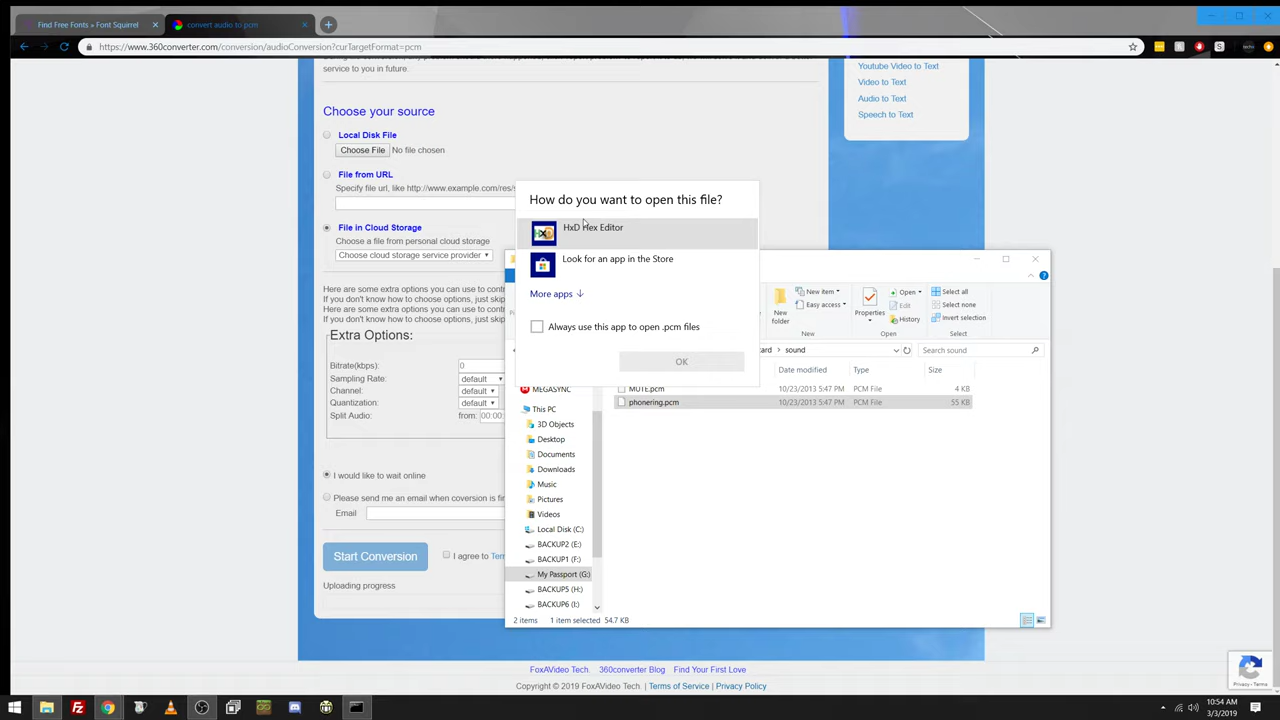 Find Free Fonts » Font Squirrel
convert audio to pcm
https://www.360converter.com/conversion/audioConversion?curTargetFormat=pcm
service to you in future.
Choose your source
Local Disk File
Choose File No file chosen
File from URL
Specify file url, like http://www.example.com/res/s
File in Cloud Storage
Choose a file from personal cloud storage
Choose cloud storage service provider
Here are some extra options you can use to contr
If you don't know how to choose options, just skip
Here are some extra options you can use to contr
If you don't know how to choose options, just skip
Extra Options:
Bitrate(kbps): 0
Sampling Rate: default
Channel: default
Quantization: default
Split Audio: from: 00:00:
I would like to wait online
Please send me an email when coversion is fi
Email
Start Conversion
I agree to Tern
Uploading progress
Youtube Video to Text
Video to Text
Audio to Text
Speech to Text
How do you want to open this file?
HxD Hex Editor
Look for an app in the Store
More apps
Always use this app to open .pcm files
OK
New folder
New item
Easy access
New
Properties
Open
Edit
History
Open
Select all
Select none
Invert selection
Select
card
sound
Search sound
Date modified Type Size
MUTE.pcm 10/23/2013 5:47 PM PCM File 4 KB
phonering.pcm 10/23/2013 5:47 PM PCM File 55 KB
MEGASYNC
This PC
3D Objects
Desktop
Documents
Downloads
Music
Pictures
Videos
Local Disk (C:)
BACKUP2 (E:)
BACKUP1 (F:)
My Passport (G:)
BACKUP5 (H:)
BACKUP6 (I:)
2 items 1 item selected 54.7 KB
FoxAVideo Tech. 360converter Blog Find Your First Love
Copyright © 2019 FoxAVideo Tech. | Terms of Service | Privacy Policy
Privacy - Terms
10:54 AM
3/3/2019